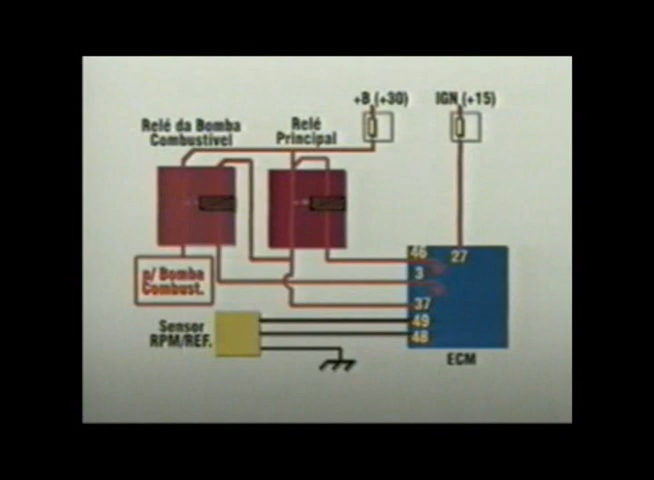 +B (+30)
IGN (+15)
Relé da Bomba
Combustível
Relé
Principal
46
27
3
p/ Bomba
Combust.
37
49
48
Sensor
RPM/REF.
ECM